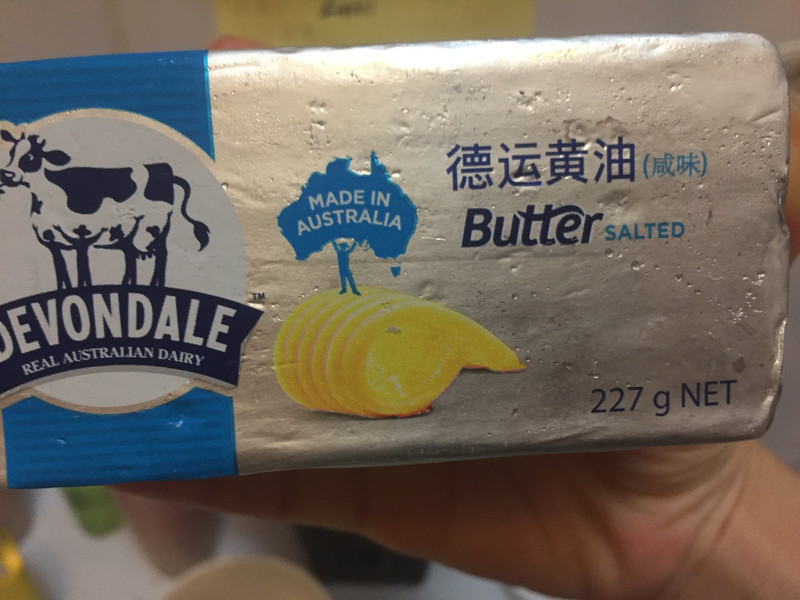 DEVONDALE
™
REAL AUSTRALIAN DAIRY
MADE IN
AUSTRALIA
德运黄油(咸味)
Butter SALTED
227 g NET